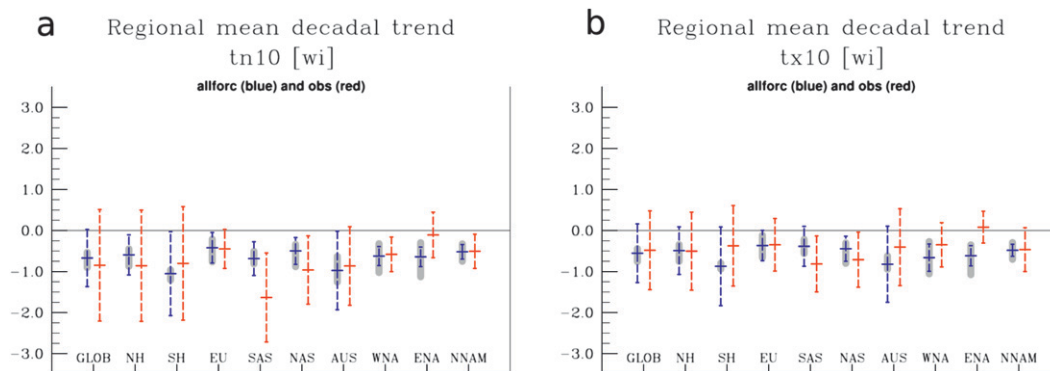 a
Regional mean decadal trend
tn10 [wi]
allforc (blue) and obs (red)
3.0
2.0
1.0
0.0
−1.0
−2.0
−3.0
GLOB NH SH EU SAS NAS AUS WNA ENA NNAM
b
Regional mean decadal trend
tx10 [wi]
allforc (blue) and obs (red)
3.0
2.0
1.0
0.0
−1.0
−2.0
−3.0
GLOB NH SH EU SAS NAS AUS WNA ENA NNAM